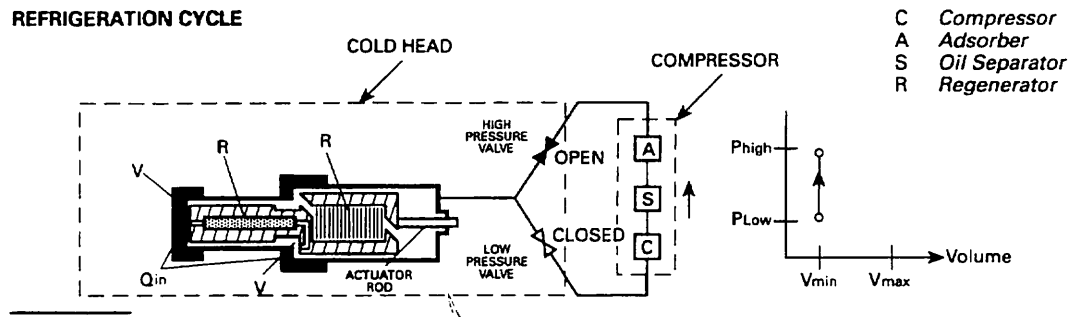 REFRIGERATION CYCLE
COLD HEAD
COMPRESSOR
C Compressor
A Adsorber
S Oil Separator
R Regenerator
HIGH
PRESSURE
VALVE
OPEN
R
R
V
A
S
C
CLOSED
LOW
PRESSURE
VALVE
Qin
V
ACTUATOR
ROD
Phigh
PLow
Vmin
Vmax
Volume